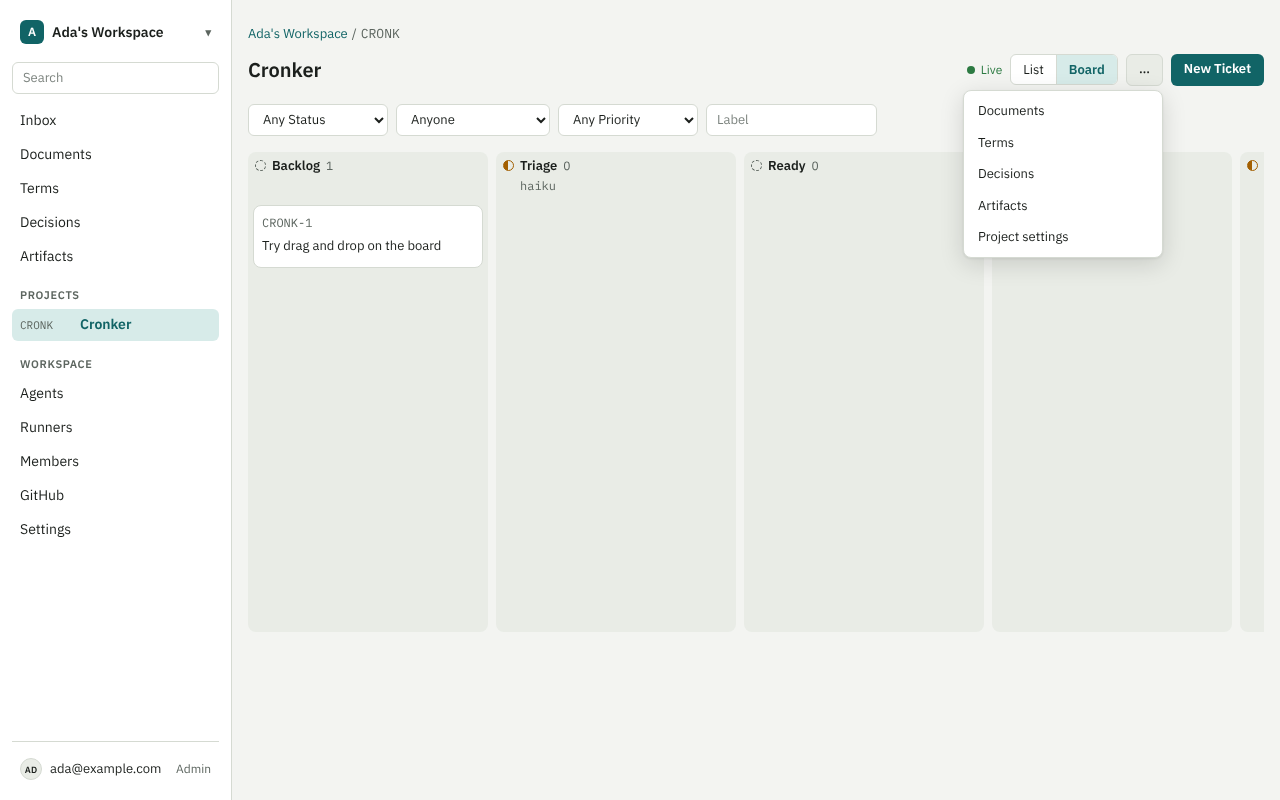 A Ada's Workspace ▾
Search
Inbox
Documents
Terms
Decisions
Artifacts
PROJECTS
CRONK Cronker
WORKSPACE
Agents
Runners
Members
GitHub
Settings
AD ada@example.com Admin
Ada's Workspace / CRONK
Cronker
Live
List
Board
...
New Ticket
Any Status
Anyone
Any Priority
Label
Documents
Terms
Decisions
Artifacts
Project settings
Backlog 1
CRONK-1
Try drag and drop on the board
Triage 0
haiku
Ready 0